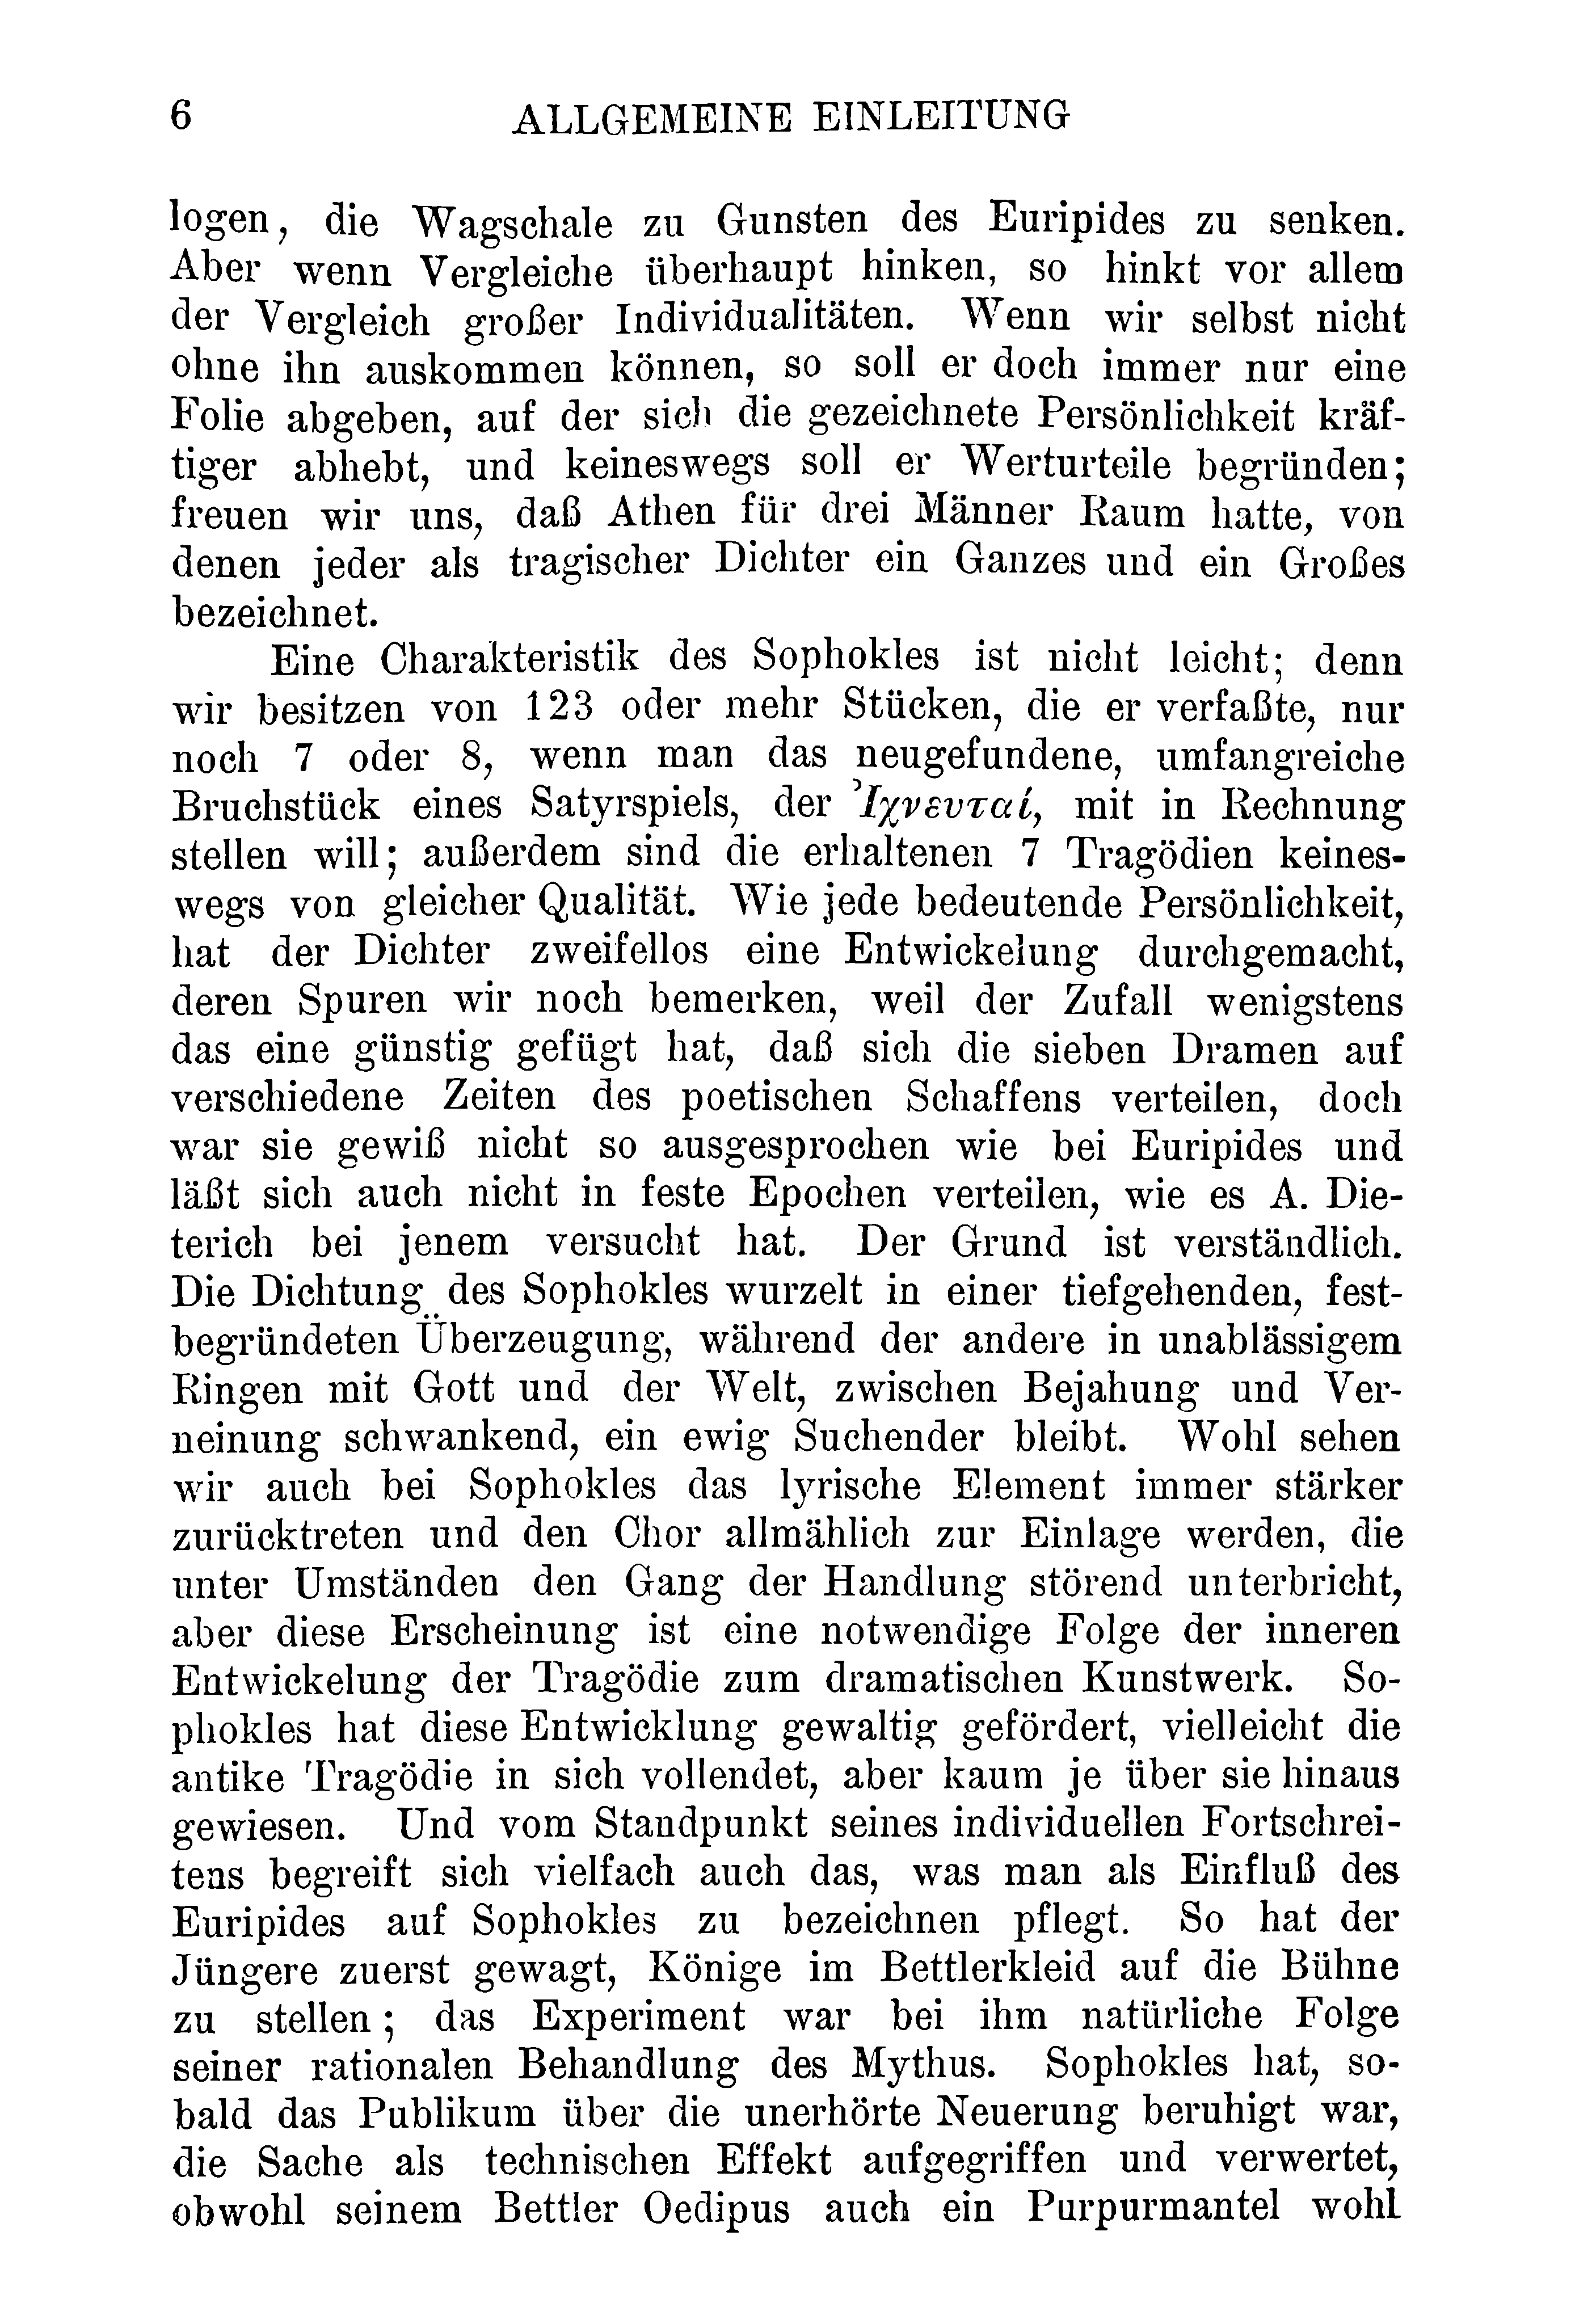 6 ALLGEMEINE EINLEITUNG
logen, die Wagschale zu Gunsten des Euripides zu senken.
Aber wenn Vergleiche überhaupt hinken, so hinkt vor allem
der Vergleich großer Individualitäten. Wenn wir selbst nicht
ohne ihn auskommen können, so soll er doch immer nur eine
Folie abgeben, auf der sich die gezeichnete Persönlichkeit kräf-
tiger abhebt, und keineswegs soll er Werturteile begründen;
freuen wir uns, daß Athen für drei Männer Raum hatte, von
denen jeder als tragischer Dichter ein Ganzes und ein Großes
bezeichnet.
Eine Charakteristik des Sophokles ist nicht leicht; denn
wir besitzen von 123 oder mehr Stücken, die er verfaßte, nur
noch 7 oder 8, wenn man das neugefundene, umfangreiche
Bruchstück eines Satyrspiels, der Ἰχνευταί, mit in Rechnung
stellen will; außerdem sind die erhaltenen 7 Tragödien keines-
wegs von gleicher Qualität. Wie jede bedeutende Persönlichkeit,
hat der Dichter zweifellos eine Entwickelung durchgemacht,
deren Spuren wir noch bemerken, weil der Zufall wenigstens
das eine günstig gefügt hat, daß sich die sieben Dramen auf
verschiedene Zeiten des poetischen Schaffens verteilen, doch
war sie gewiß nicht so ausgesprochen wie bei Euripides und
läßt sich auch nicht in feste Epochen verteilen, wie es A. Die-
terich bei jenem versucht hat. Der Grund ist verständlich.
Die Dichtung des Sophokles wurzelt in einer tiefgehenden, fest-
begründeten Überzeugung, während der andere in unablässigem
Ringen mit Gott und der Welt, zwischen Bejahung und Ver-
neinung schwankend, ein ewig Suchender bleibt. Wohl sehen
wir auch bei Sophokles das lyrische Element immer stärker
zurücktreten und den Chor allmählich zur Einlage werden, die
unter Umständen den Gang der Handlung störend unterbricht,
aber diese Erscheinung ist eine notwendige Folge der inneren
Entwickelung der Tragödie zum dramatischen Kunstwerk. So-
phokles hat diese Entwicklung gewaltig gefördert, vielleicht die
antike Tragödie in sich vollendet, aber kaum je über sie hinaus
gewiesen. Und vom Standpunkt seines individuellen Fortschrei-
tens begreift sich vielfach auch das, was man als Einfluß des
Euripides auf Sophokles zu bezeichnen pflegt. So hat der
Jüngere zuerst gewagt, Könige im Bettlerkleid auf die Bühne
zu stellen; das Experiment war bei ihm natürliche Folge
seiner rationalen Behandlung des Mythus. Sophokles hat, so-
bald das Publikum über die unerhörte Neuerung beruhigt war,
die Sache als technischen Effekt aufgegriffen und verwertet,
obwohl seinem Bettler Oedipus auch ein Purpurmantel wohl